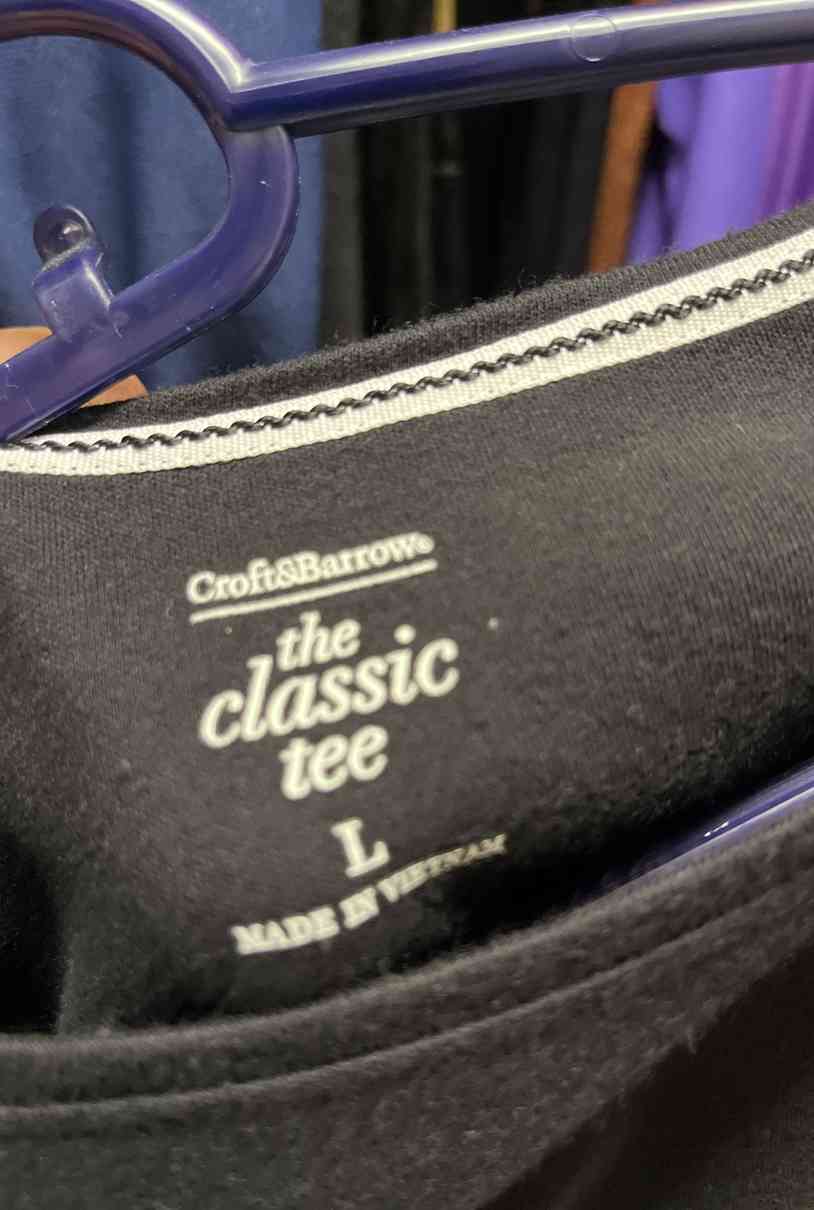 Croft&Barrow®
the
classic
tee
L
MADE IN VIETNAM